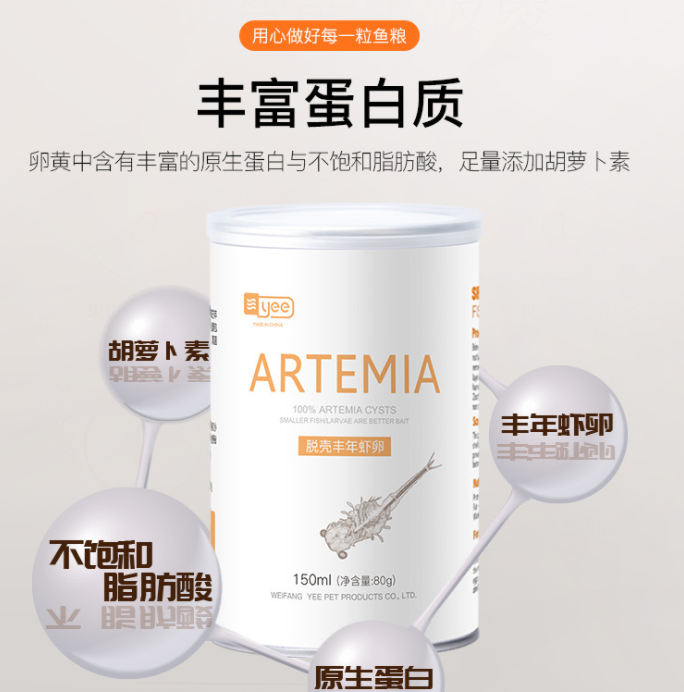 用心做好每一粒鱼粮
丰富蛋白质
卵黄中含有丰富的原生蛋白与不饱和脂肪酸，足量添加胡萝卜素
yee
MADE IN CHINA
ARTEMIA
100% ARTEMIA CYSTS
SMALLER FISH&LARVAE ARE BETTER BAIT
脱壳丰年虾卵
150ml (净含量:80g)
WEIFANG YEE PET PRODUCTS CO., LTD.
胡萝卜素
丰年虾卵
不饱和
脂肪酸
原生蛋白